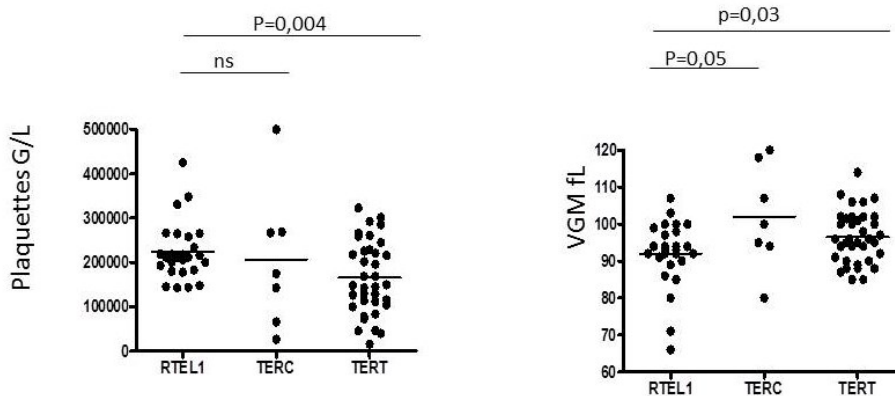 P=0,004
ns
Plaquettes G/L
500000
400000
300000
200000
100000
0
RTEL1 TERC TERT
p=0,03
P=0,05
VGM fL
120
110
100
90
80
70
60
RTEL1 TERC TERT